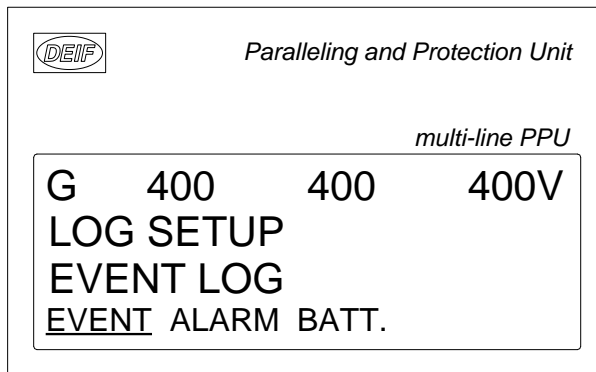 DEIF
Paralleling and Protection Unit
multi-line PPU
G 400 400 400V
LOG SETUP
EVENT LOG
EVENT ALARM BATT.